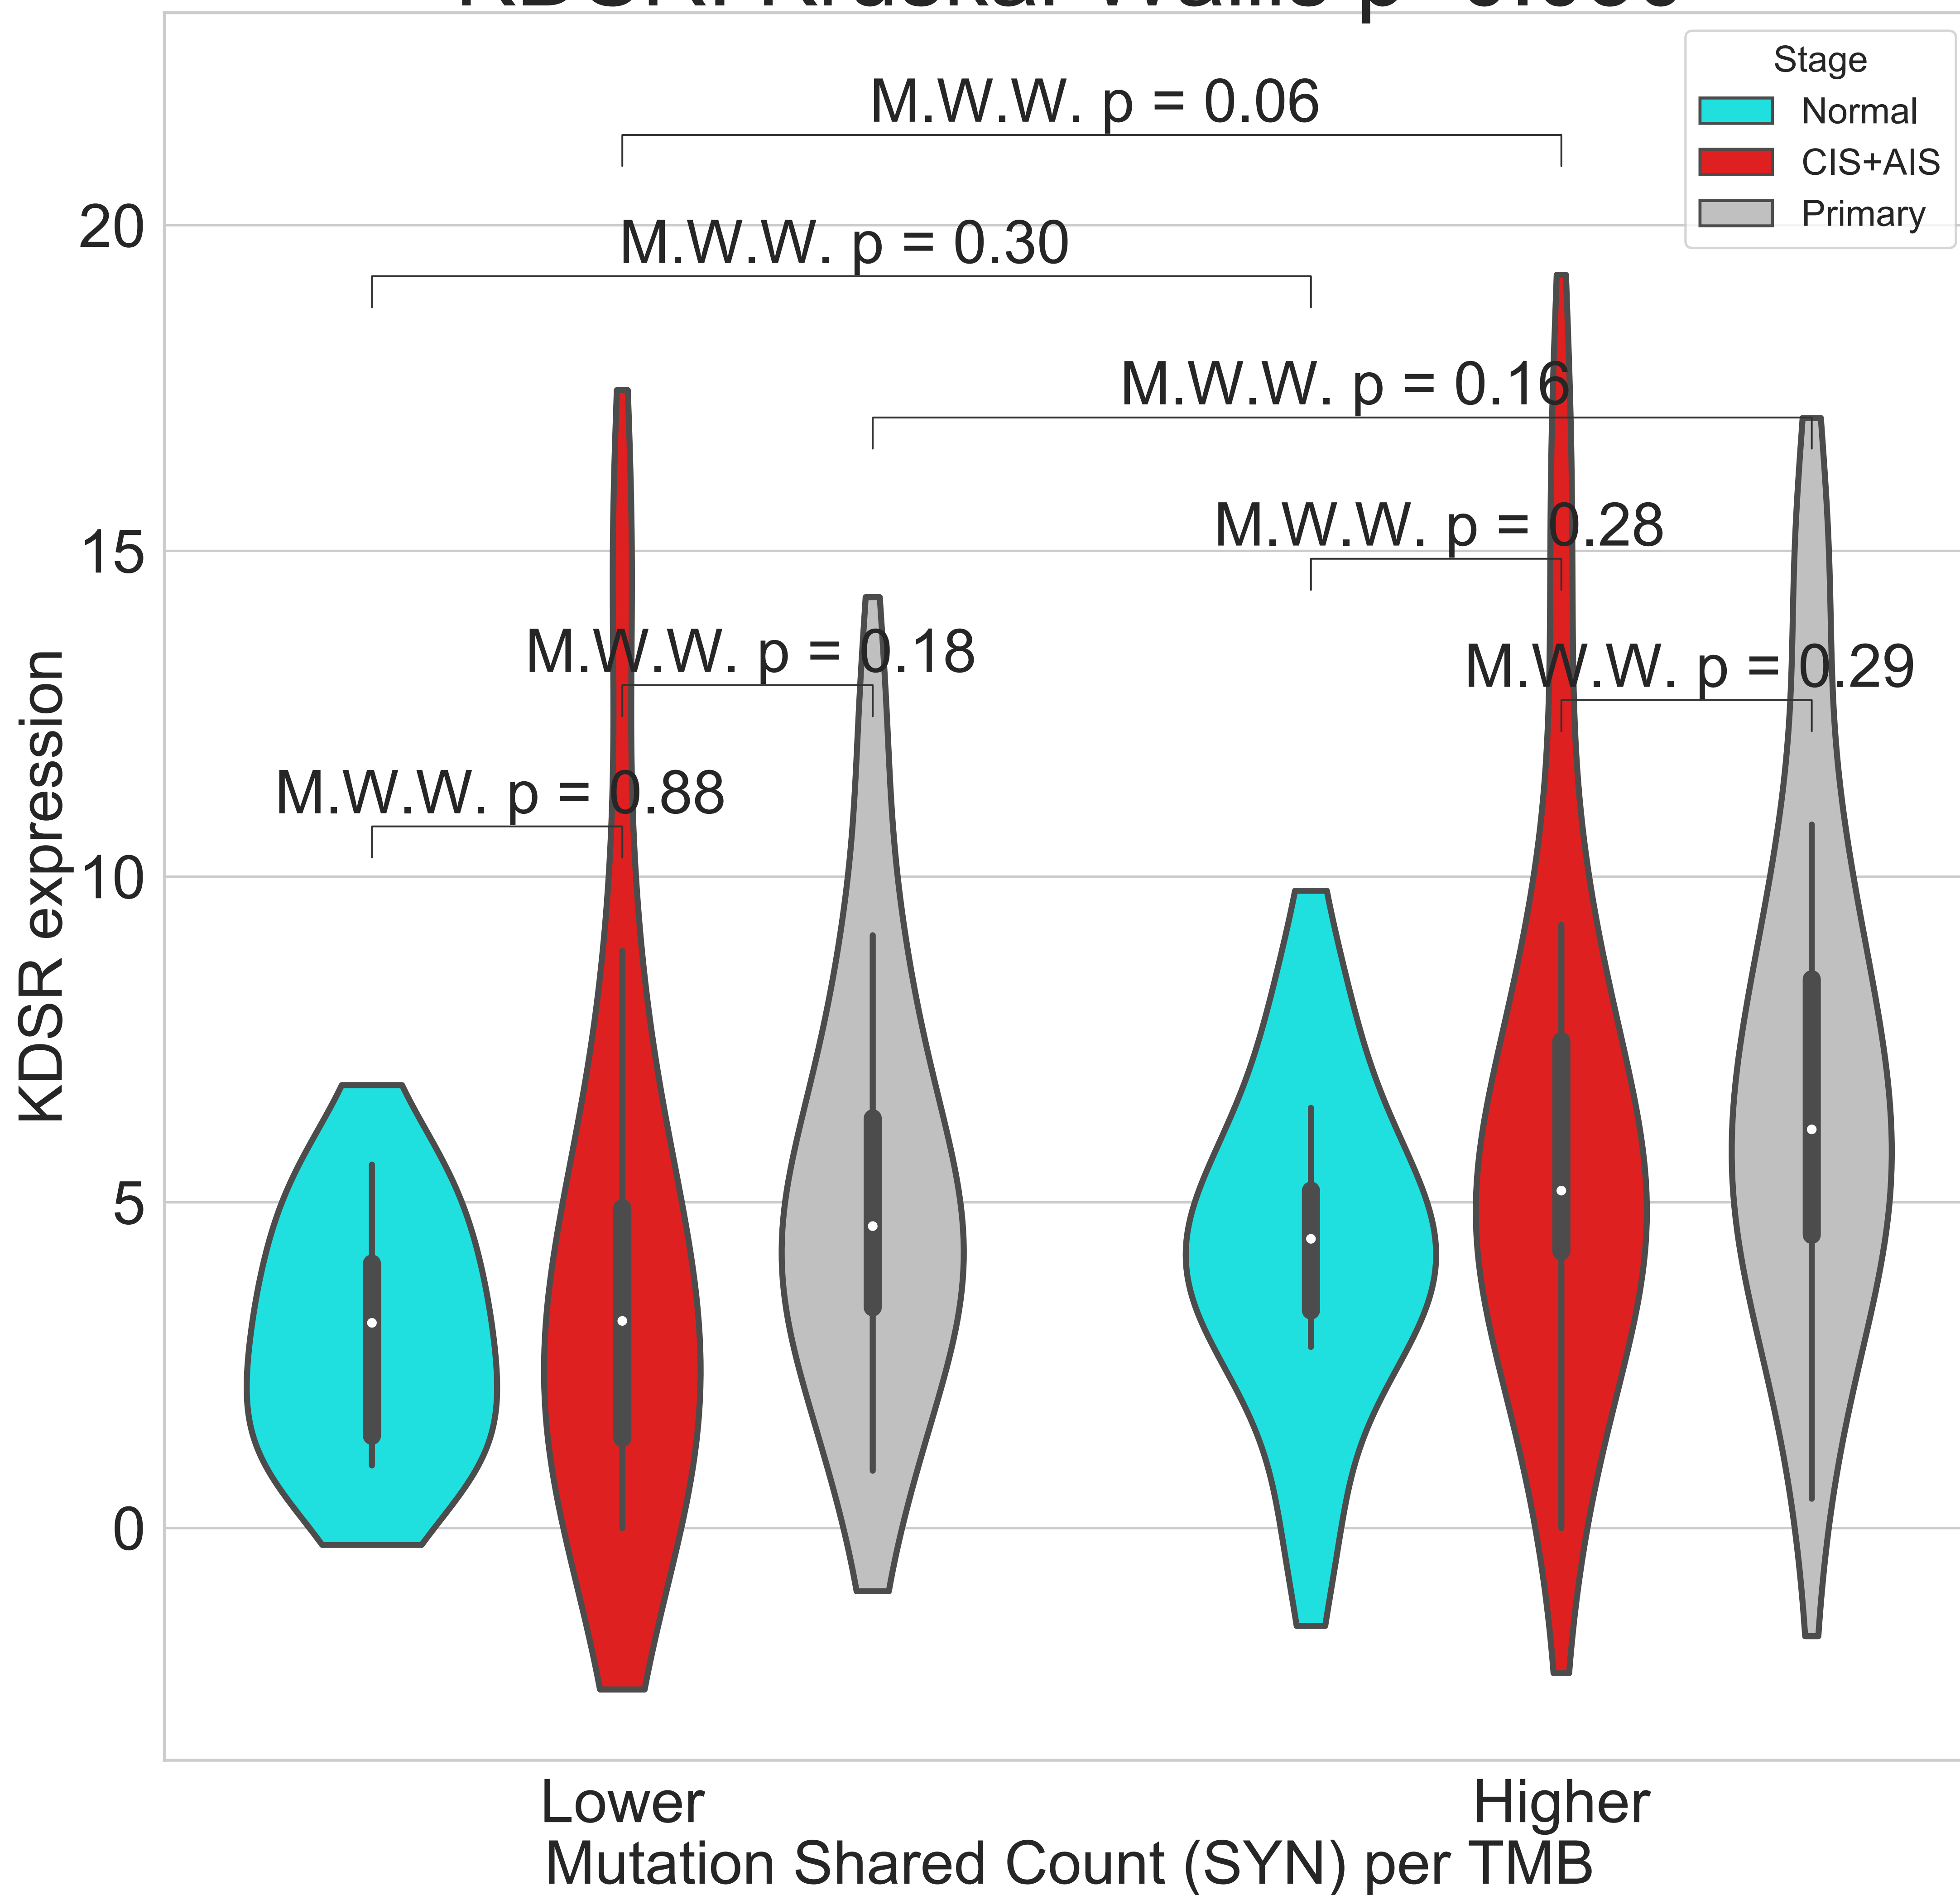 Stage
Normal
CIS+AIS
Primary
M.W.W. p = 0.06
M.W.W. p = 0.30
M.W.W. p = 0.16
M.W.W. p = 0.28
M.W.W. p = 0.18
M.W.W. p = 0.29
M.W.W. p = 0.88
20
15
10
5
0
KDSR expression
Lower
Higher
Mutation Shared Count (SYN) per TMB